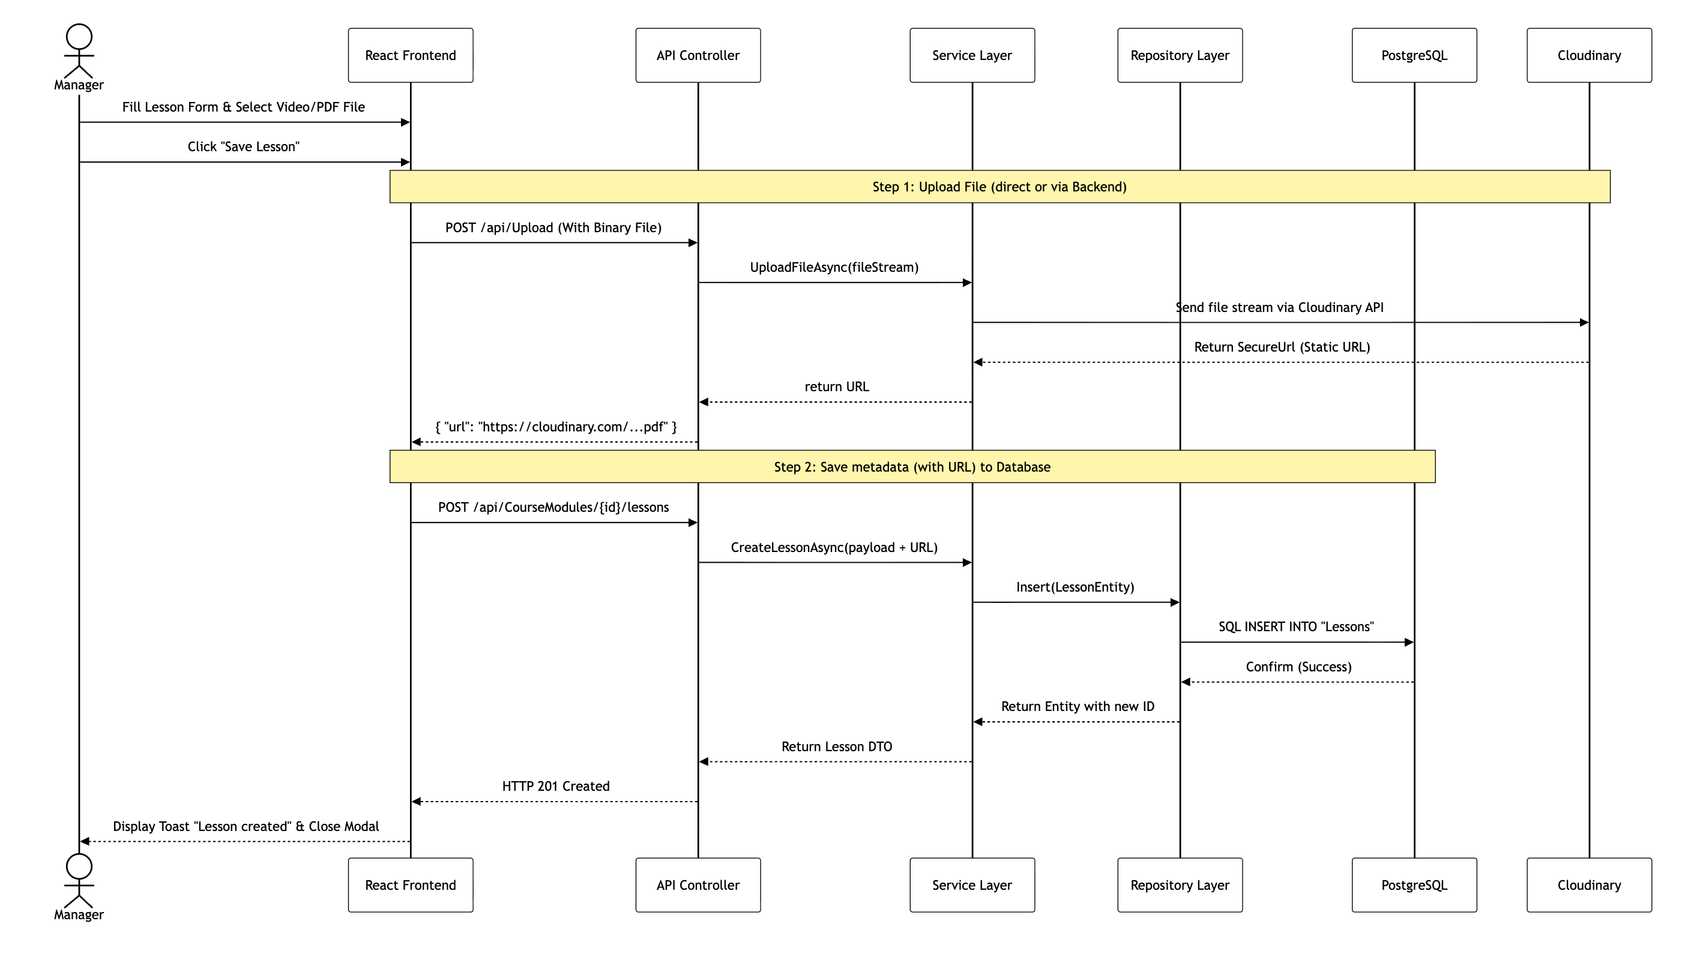 Manager
React Frontend
API Controller
Service Layer
Repository Layer
PostgreSQL
Cloudinary
Fill Lesson Form & Select Video/PDF File
Click "Save Lesson"
Step 1: Upload File (direct or via Backend)
POST /api/Upload (With Binary File)
UploadFileAsync(fileStream)
Send file stream via Cloudinary API
Return SecureUrl (Static URL)
return URL
{ "url": "https://cloudinary.com/...pdf" }
Step 2: Save metadata (with URL) to Database
POST /api/CourseModules/{id}/lessons
CreateLessonAsync(payload + URL)
Insert(LessonEntity)
SQL INSERT INTO "Lessons"
Confirm (Success)
Return Entity with new ID
Return Lesson DTO
HTTP 201 Created
Display Toast "Lesson created" & Close Modal
Manager
React Frontend
API Controller
Service Layer
Repository Layer
PostgreSQL
Cloudinary